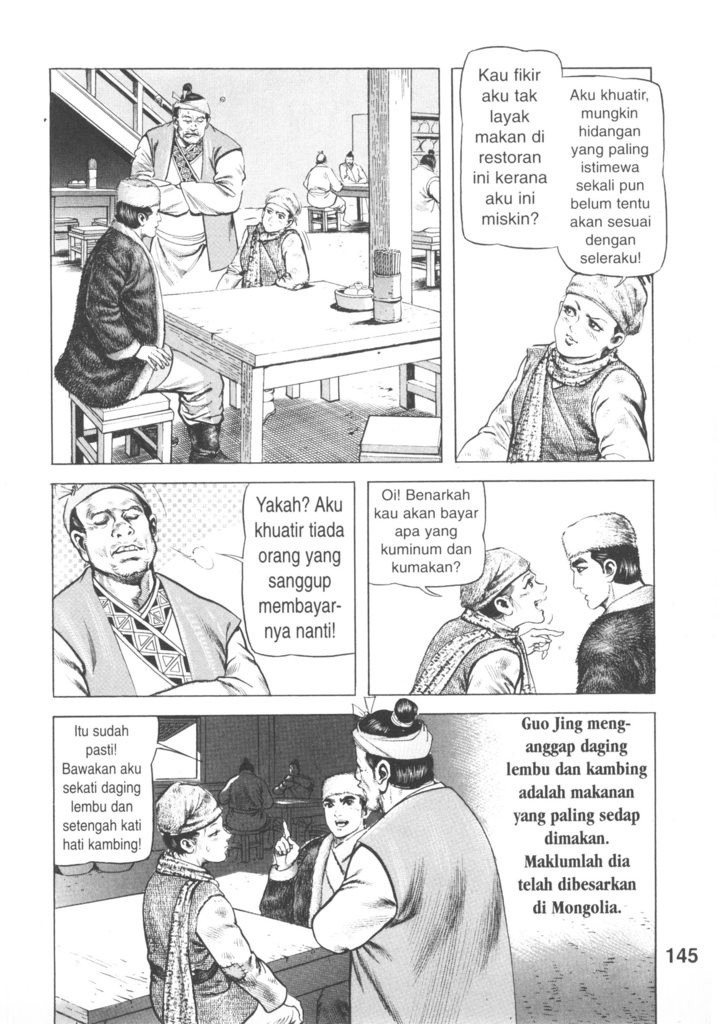 Kau fikir
aku tak
layak
makan di
restoran
ini kerana
aku ini
miskin?
Aku khuatir,
mungkin
hidangan
yang paling
istimewa
sekali pun
belum tentu
akan sesuai
dengan
seleraku!
Yakah? Aku
khuatir tiada
orang yang
sanggup
membayar-
nya nanti!
Oi! Benarkah
kau akan bayar
apa yang
kuminum dan
kumakan?
Itu sudah
pasti!
Bawakan aku
sekati daging
lembu dan
setengah kati
hati kambing!
Guo Jing meng-
anggap daging
lembu dan kambing
adalah makanan
yang paling sedap
dimakan.
Maklumlah dia
telah dibesarkan
di Mongolia.
145